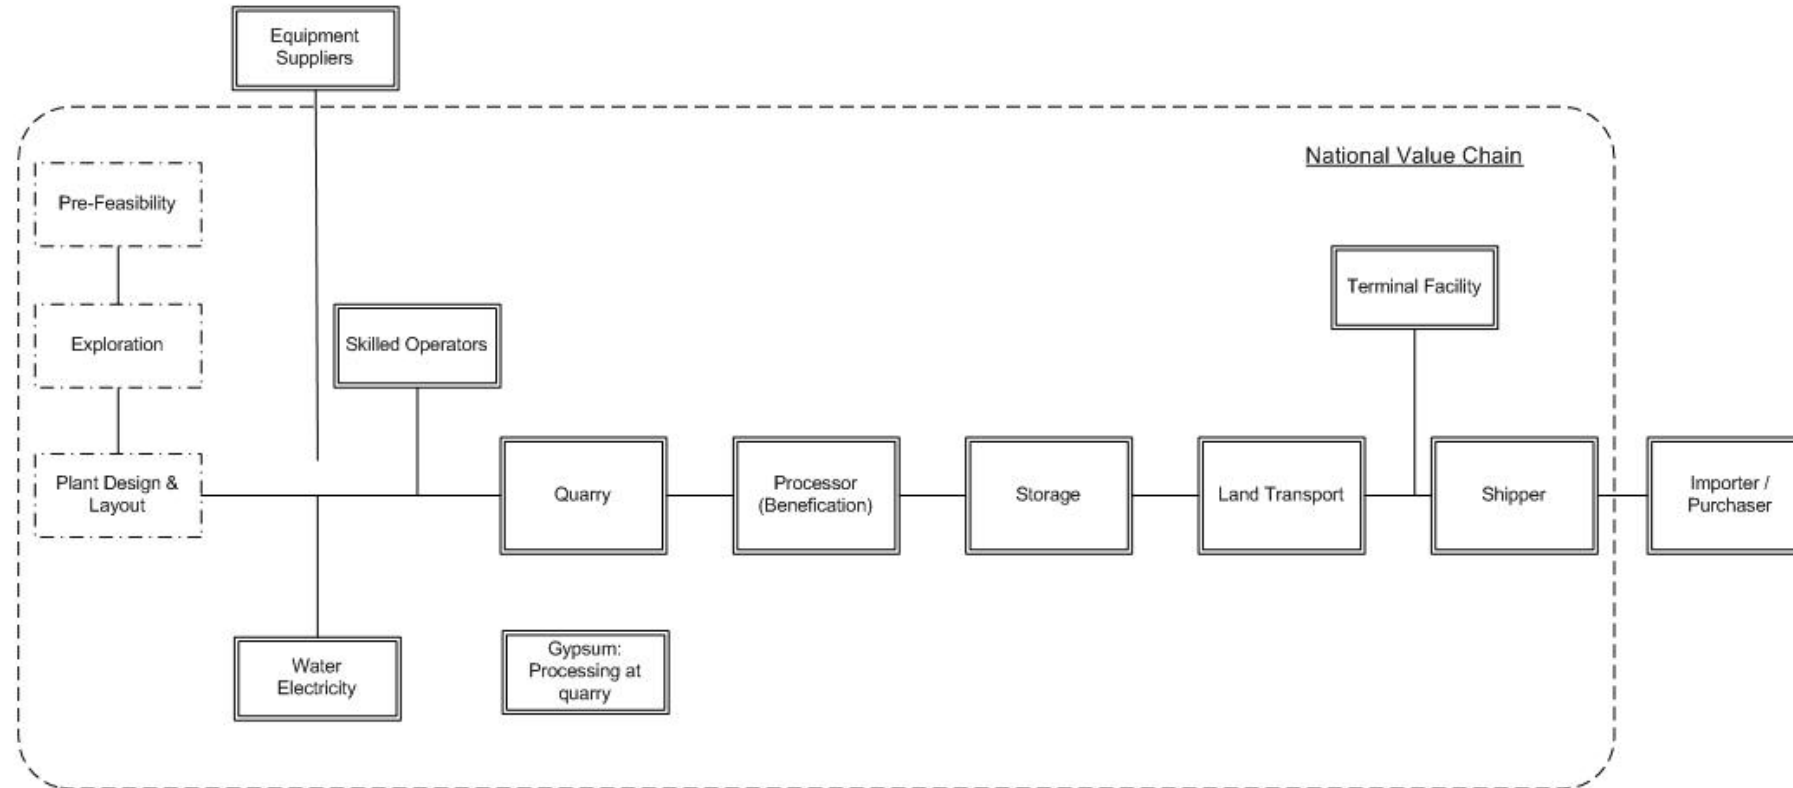 Equipment
Suppliers
National Value Chain
Pre-Feasibility
Terminal Facility
Exploration
Skilled Operators
Plant Design &
Layout
Quarry
Processor
(Benefication)
Storage
Land Transport
Shipper
Importer /
Purchaser
Water
Electricity
Gypsum:
Processing at
quarry